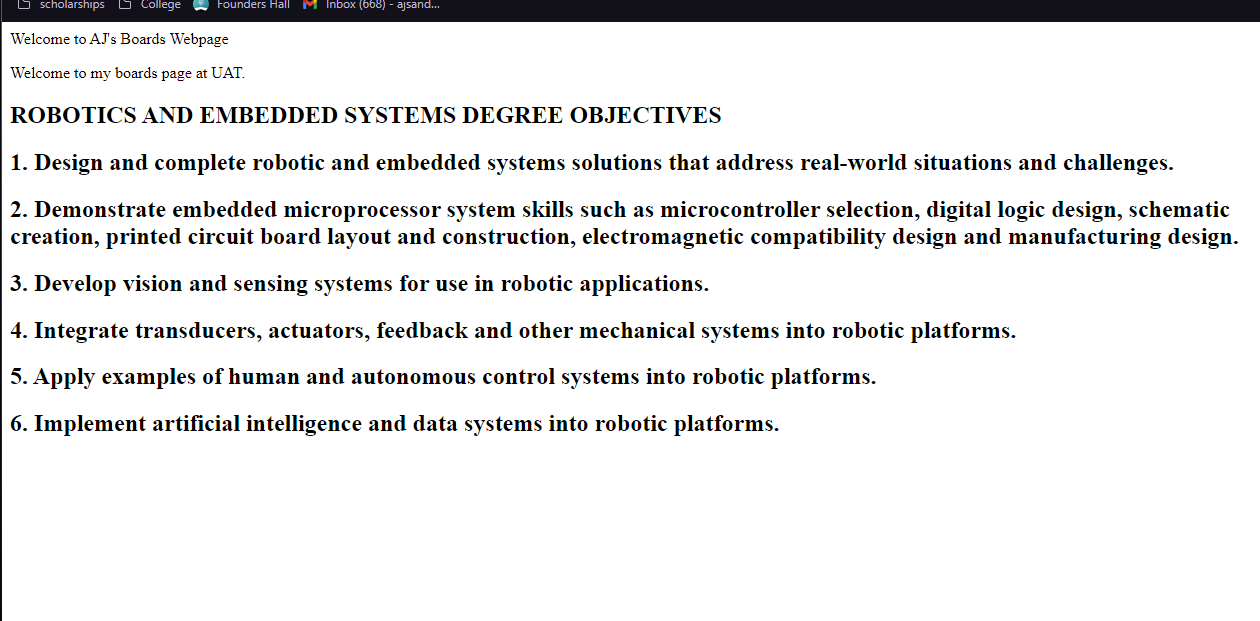 scholarships College Founders Hall Inbox (668) - ajsand...
Welcome to AJ's Boards Webpage
Welcome to my boards page at UAT.
ROBOTICS AND EMBEDDED SYSTEMS DEGREE OBJECTIVES
1. Design and complete robotic and embedded systems solutions that address real-world situations and challenges.
2. Demonstrate embedded microprocessor system skills such as microcontroller selection, digital logic design, schematic
creation, printed circuit board layout and construction, electromagnetic compatibility design and manufacturing design.
3. Develop vision and sensing systems for use in robotic applications.
4. Integrate transducers, actuators, feedback and other mechanical systems into robotic platforms.
5. Apply examples of human and autonomous control systems into robotic platforms.
6. Implement artificial intelligence and data systems into robotic platforms.